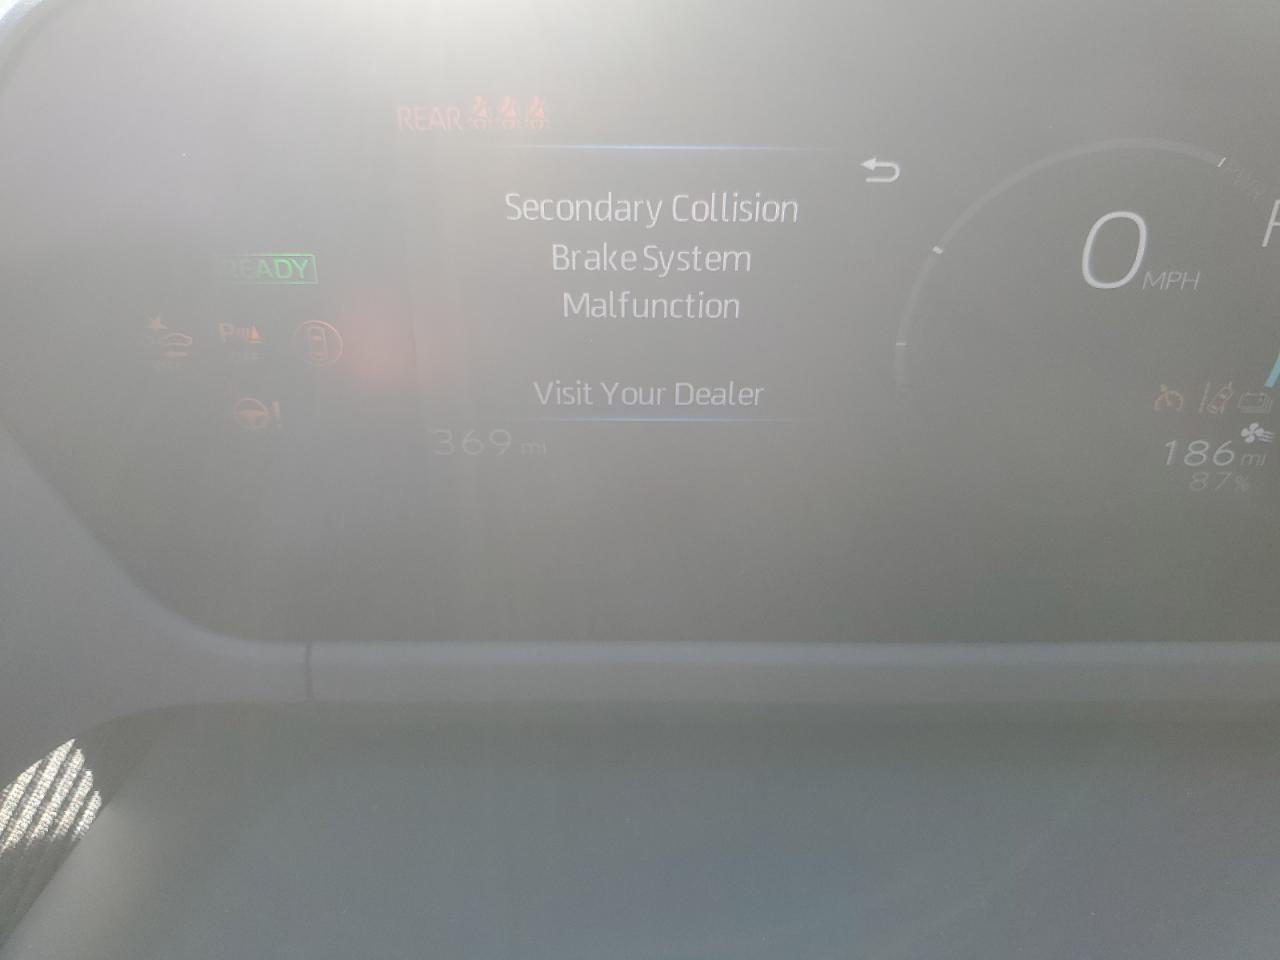 REAR
Secondary Collision
Brake System
Malfunction
Visit Your Dealer
READY
P
369 mi
0 MPH
186 mi
87%